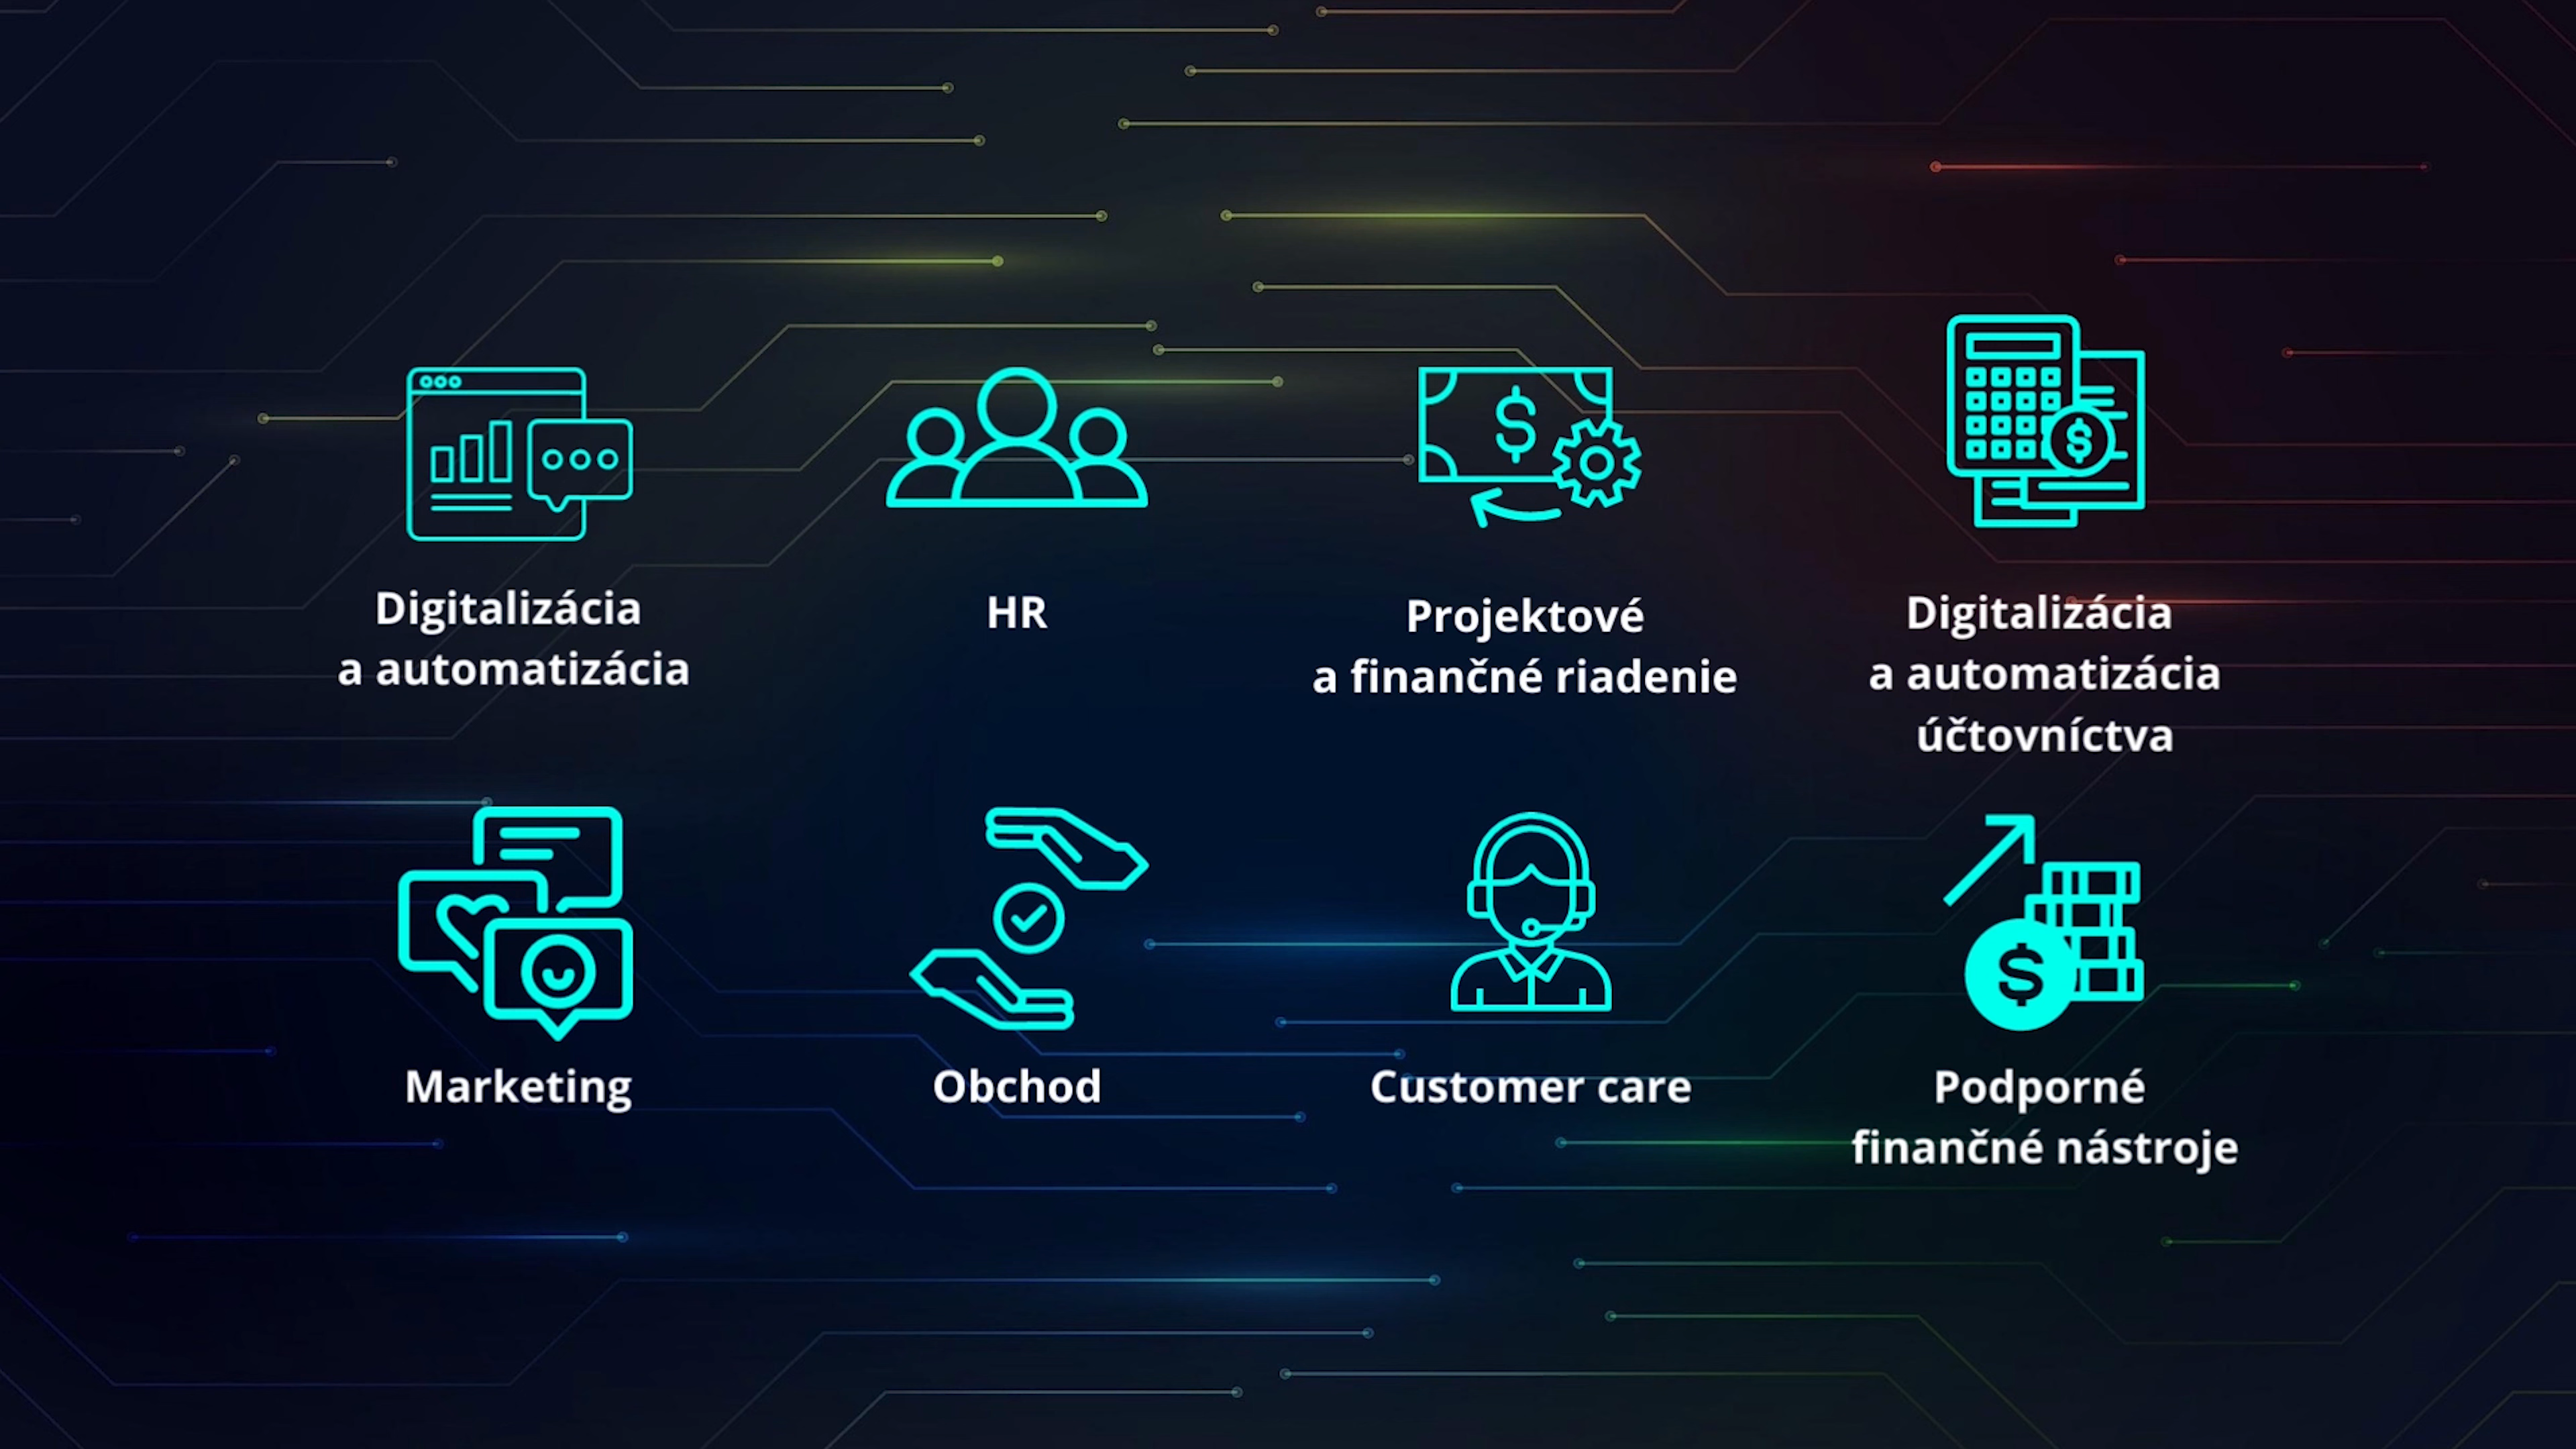 Digitalizácia
a automatizácia
HR
Projektové
a finančné riadenie
Digitalizácia
a automatizácia
účtovníctva
Marketing
Obchod
Customer care
Podporné
finančné nástroje